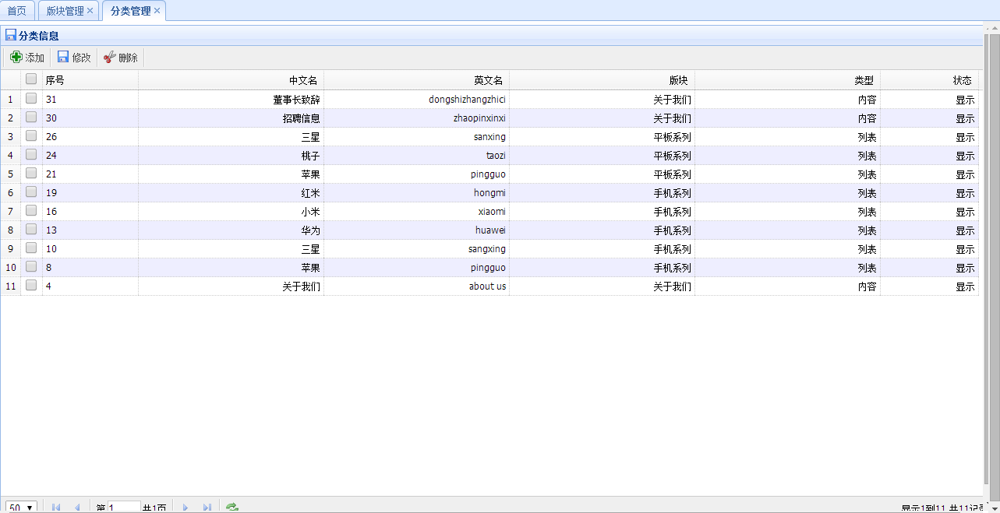 首页 版块管理 分类管理
分类信息
添加 修改 删除
序号 中文名 英文名 版块 类型 状态
1 31 董事长致辞 dongshizhangzhici 关于我们 内容 显示
2 30 招聘信息 zhaopinxinxi 关于我们 内容 显示
3 26 三星 sanxing 平板系列 列表 显示
4 24 桃子 taozi 平板系列 列表 显示
5 21 苹果 pingguo 平板系列 列表 显示
6 19 红米 hongmi 手机系列 列表 显示
7 16 小米 xiaomi 手机系列 列表 显示
8 13 华为 huawei 手机系列 列表 显示
9 10 三星 sangxing 手机系列 列表 显示
10 8 苹果 pingguo 手机系列 列表 显示
11 4 关于我们 about us 关于我们 内容 显示
50 第 1 共1页 显示1到11,共11记录